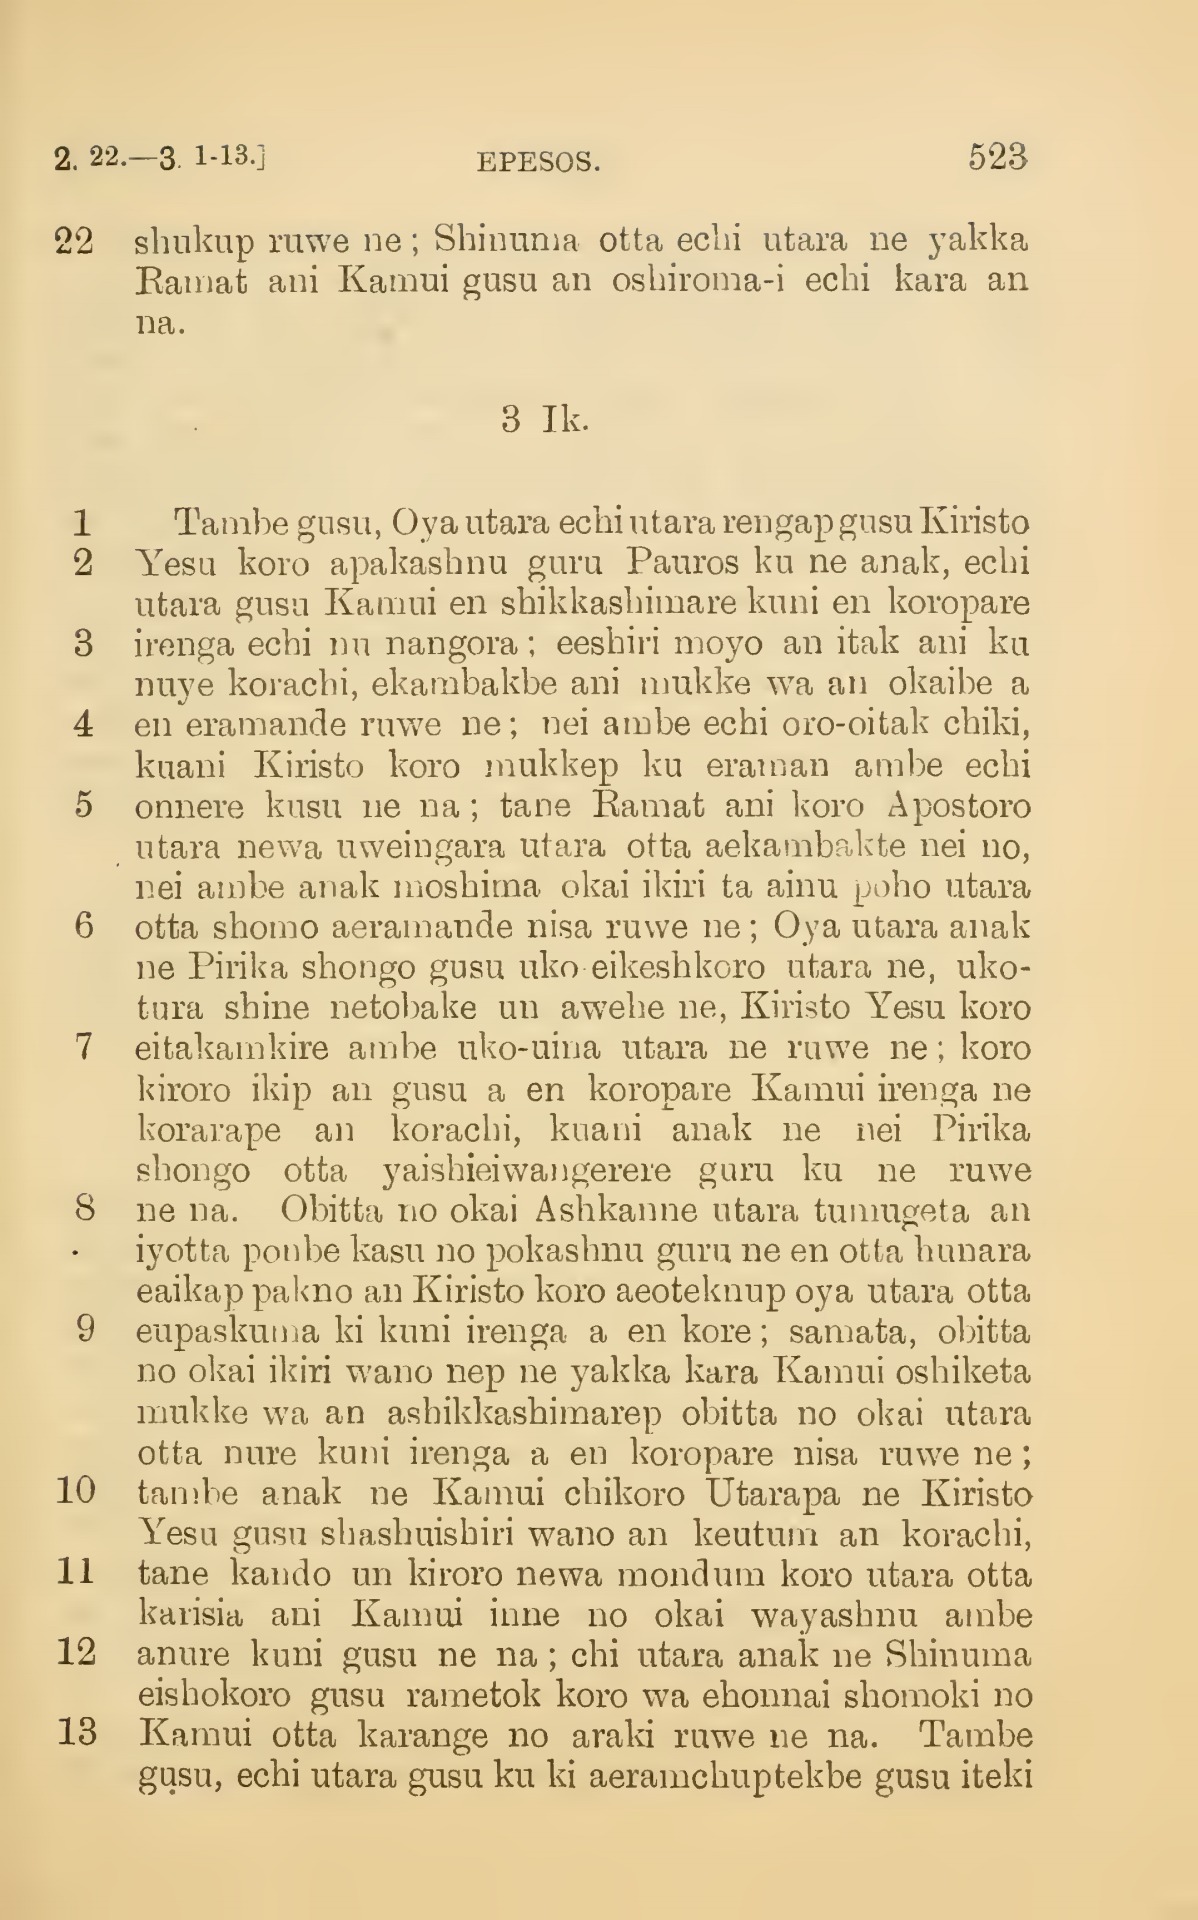 2. 22.—3. 1-13.] EPESOS. 523
22 shukup ruwe ne; Shinuma otta echi utara ne yakka
Ramat ani Kamui gusu an oshiroma-i echi kara an
na.
3 Ik.
1 Tambe gusu, Oya utara echi utara rengap gusu Kiristo
2 Yesu koro apakashnu guru Pauros ku ne anak, echi
utara gusu Kamui en shikkashimare kuni en koropare
3 irenga echi nu nangora; eeshiri moyo an itak ani ku
nuye korachi, ekambakbe ani mukke wa an okaibe a
4 en eramande ruwe ne; nei ambe echi oro-oitak chiki,
kuani Kiristo koro mukkep ku eraman ambe echi
5 onnere kusu ne na; tane Ramat ani koro Apostoro
utara newa uweingara utara otta aekambakte nei no,
nei ambe anak moshima okai ikiri ta ainu poho utara
6 otta shomo aeramande nisa ruwe ne; Oya utara anak
ne Pirika shongo gusu uko-eikeshkoro utara ne, uko-
tura shine netobake un awehe ne, Kiristo Yesu koro
7 eitakamkire ambe uko-uina utara ne ruwe ne; koro
kiroro ikip an gusu a en koropare Kamui irenga ne
korarape an korachi, kuani anak ne nei Pirika
shongo otta yaishieiwangerere guru ku ne ruwe
8 ne na. Obitta no okai Ashkanne utara tumugeta an
iyotta ponbe kasu no pokashnu guru ne en otta hunara
eaikap pakno an Kiristo koro aeoteknup oya utara otta
9 eupaskuma ki kuni irenga a en kore; samata, obitta
no okai ikiri wano nep ne yakka kara Kamui oshiketa
mukke wa an ashikkashimarep obitta no okai utara
otta nure kuni irenga a en koropare nisa ruwe ne;
10 tambe anak ne Kamui chikoro Utarapa ne Kiristo
Yesu gusu shashuishiri wano an keutum an korachi,
11 tane kando un kiroro newa mondum koro utara otta
karisia ani Kamui inne no okai wayashnu ambe
12 anure kuni gusu ne na; chi utara anak ne Shinuma
eishokoro gusu rametok koro wa ehonnai shomoki no
13 Kamui otta karange no araki ruwe ne na. Tambe
gusu, echi utara gusu ku ki aeramchuptekbe gusu iteki